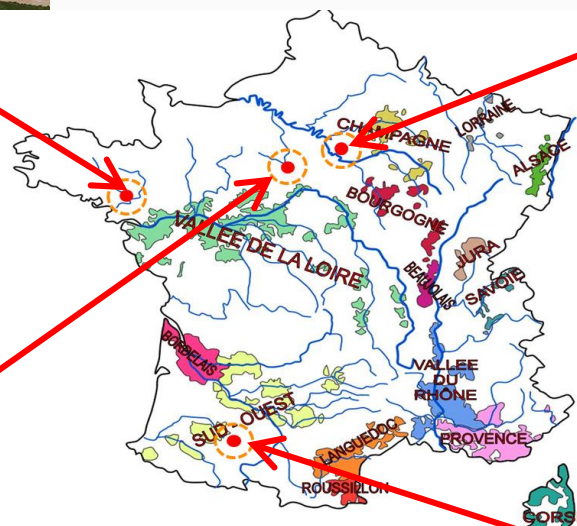 CHAMPAGNE
LORRAINE
ALSACE
BOURGOGNE
VALLEE DE LA LOIRE
JURA
BEAUJOLAIS
SAVOIE
BORDELAIS
VALLEE
DU
RHÔNE
SUD-OUEST
LANGUEDOC
PROVENCE
ROUSSILLON
CORS